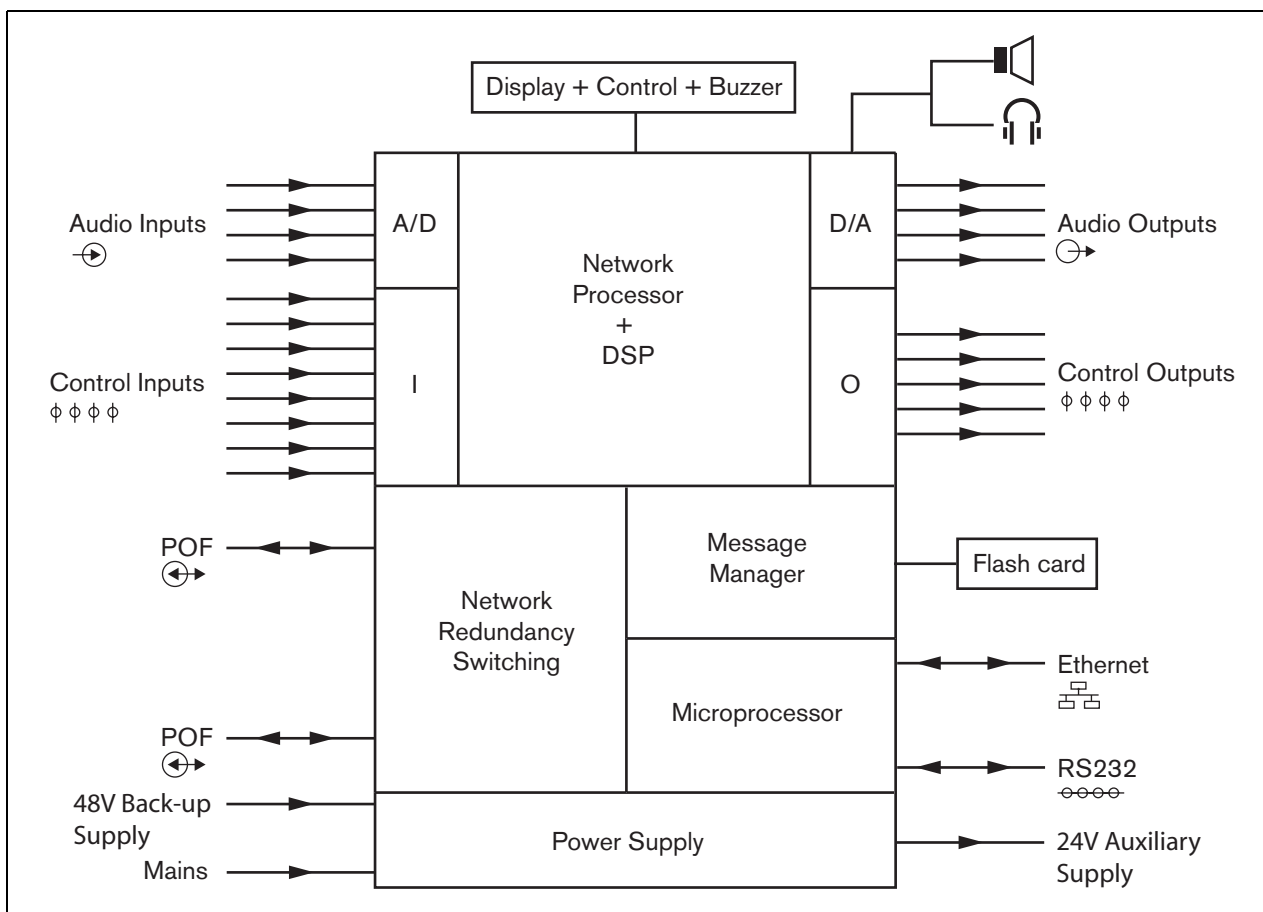 Display + Control + Buzzer
Audio Inputs
A/D
Network
Processor
+
DSP
D/A
Audio Outputs
Control Inputs
I
O
Control Outputs
POF
Network
Redundancy
Switching
Message
Manager
Flash card
Ethernet
Microprocessor
POF
RS232
48V Back-up
Supply
Mains
Power Supply
24V Auxiliary
Supply